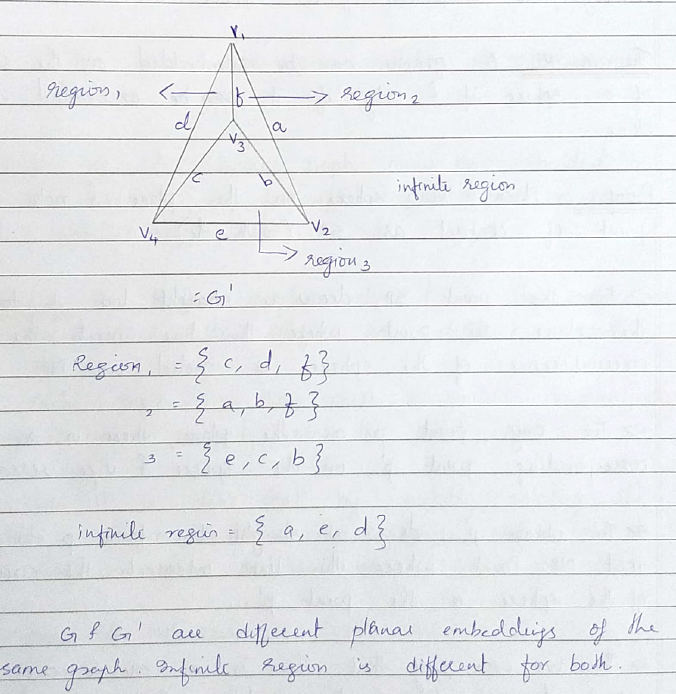 V₁
region₁
f
region₂
d
a
V₃
c
b
infinite region
V₄
e
V₂
region₃
= G'
Region₁ = { c, d, f }
₂ = { a, b, f }
₃ = { e, c, b }
infinite region = { a, e, d }
G & G' are different planar embeddings of the
same graph. Infinite region is different for both.